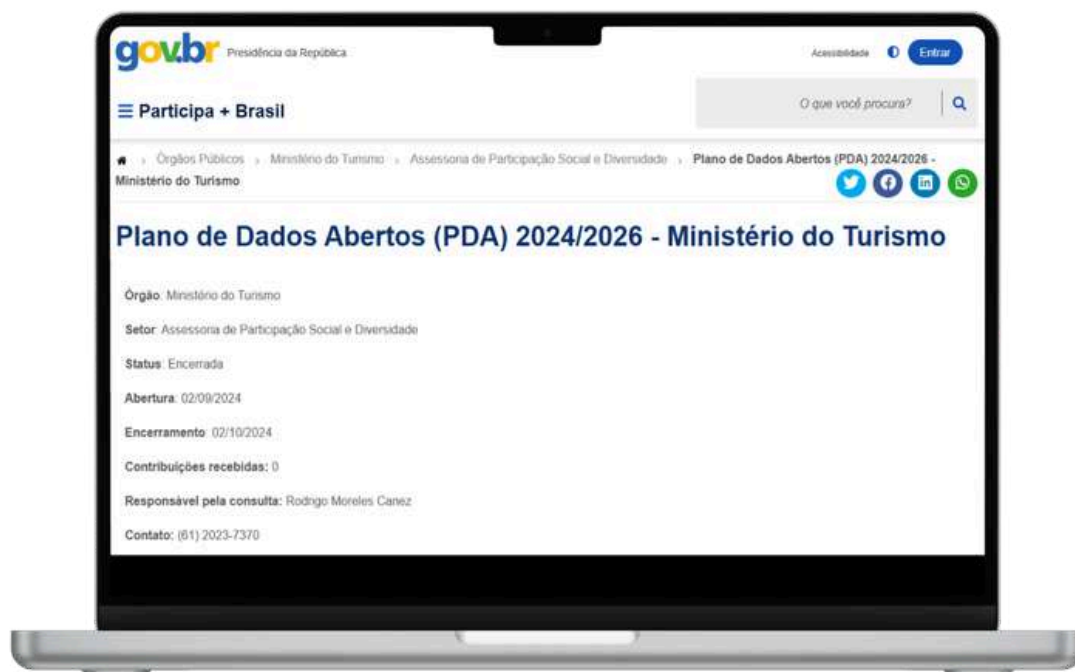 gov.br Presidência da República Acessibilidade Entrar
Participa + Brasil O que você procura?
Órgãos Públicos Ministério do Turismo Assessoria de Participação Social e Diversidade Plano de Dados Abertos (PDA) 2024/2026 -
Ministério do Turismo
Plano de Dados Abertos (PDA) 2024/2026 - Ministério do Turismo
Órgão: Ministério do Turismo
Setor: Assessoria de Participação Social e Diversidade
Status: Encerrada
Abertura: 02/09/2024
Encerramento: 02/10/2024
Contribuições recebidas: 0
Responsável pela consulta: Rodrigo Moreles Canez
Contato: (61) 2023-7370